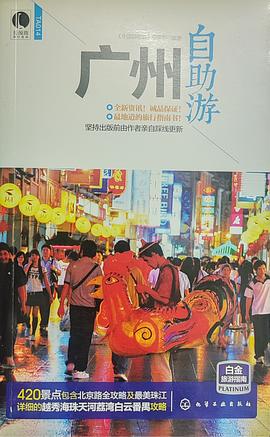 TA014
广州
自助游
全新资讯！诚品保证！
最地道的旅行指南书！
坚持出版前由作者亲自踩线更新
白金
旅游指南
PLATINUM
420景点包含北京路全攻略及最美珠江
详细的越秀海珠天河荔湾白云番禺攻略
化学工业出版社